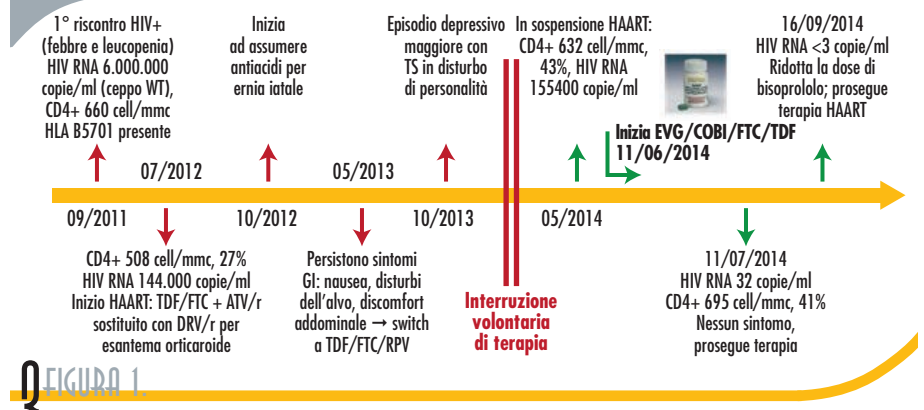 1° riscontro HIV+
(febbre e leucopenia)
HIV RNA 6.000.000
copie/ml (ceppo WT),
CD4+ 660 cell/mmc
HLA B5701 presente
Inizia
ad assumere
antiacidi per
ernia iatale
Episodio depressivo
maggiore con
TS in disturbo
di personalità
In sospensione HAART:
CD4+ 632 cell/mmc,
43%, HIV RNA
155400 copie/ml
16/09/2014
HIV RNA <3 copie/ml
Ridotta la dose di
bisoprololo; prosegue
terapia HAART
Inizia EVG/COBI/FTC/TDF
11/06/2014
07/2012
05/2013
09/2011
10/2012
10/2013
05/2014
CD4+ 508 cell/mmc, 27%
HIV RNA 144.000 copie/ml
Inizio HAART: TDF/FTC + ATV/r
sostituito con DRV/r per
esantema orticaroide
Persistono sintomi
GI: nausea, disturbi
dell'alvo, discomfort
addominale → switch
a TDF/FTC/RPV
Interruzione
volontaria
di terapia
11/07/2014
HIV RNA 32 copie/ml
CD4+ 695 cell/mmc, 41%
Nessun sintomo,
prosegue terapia
FIGURA 1.